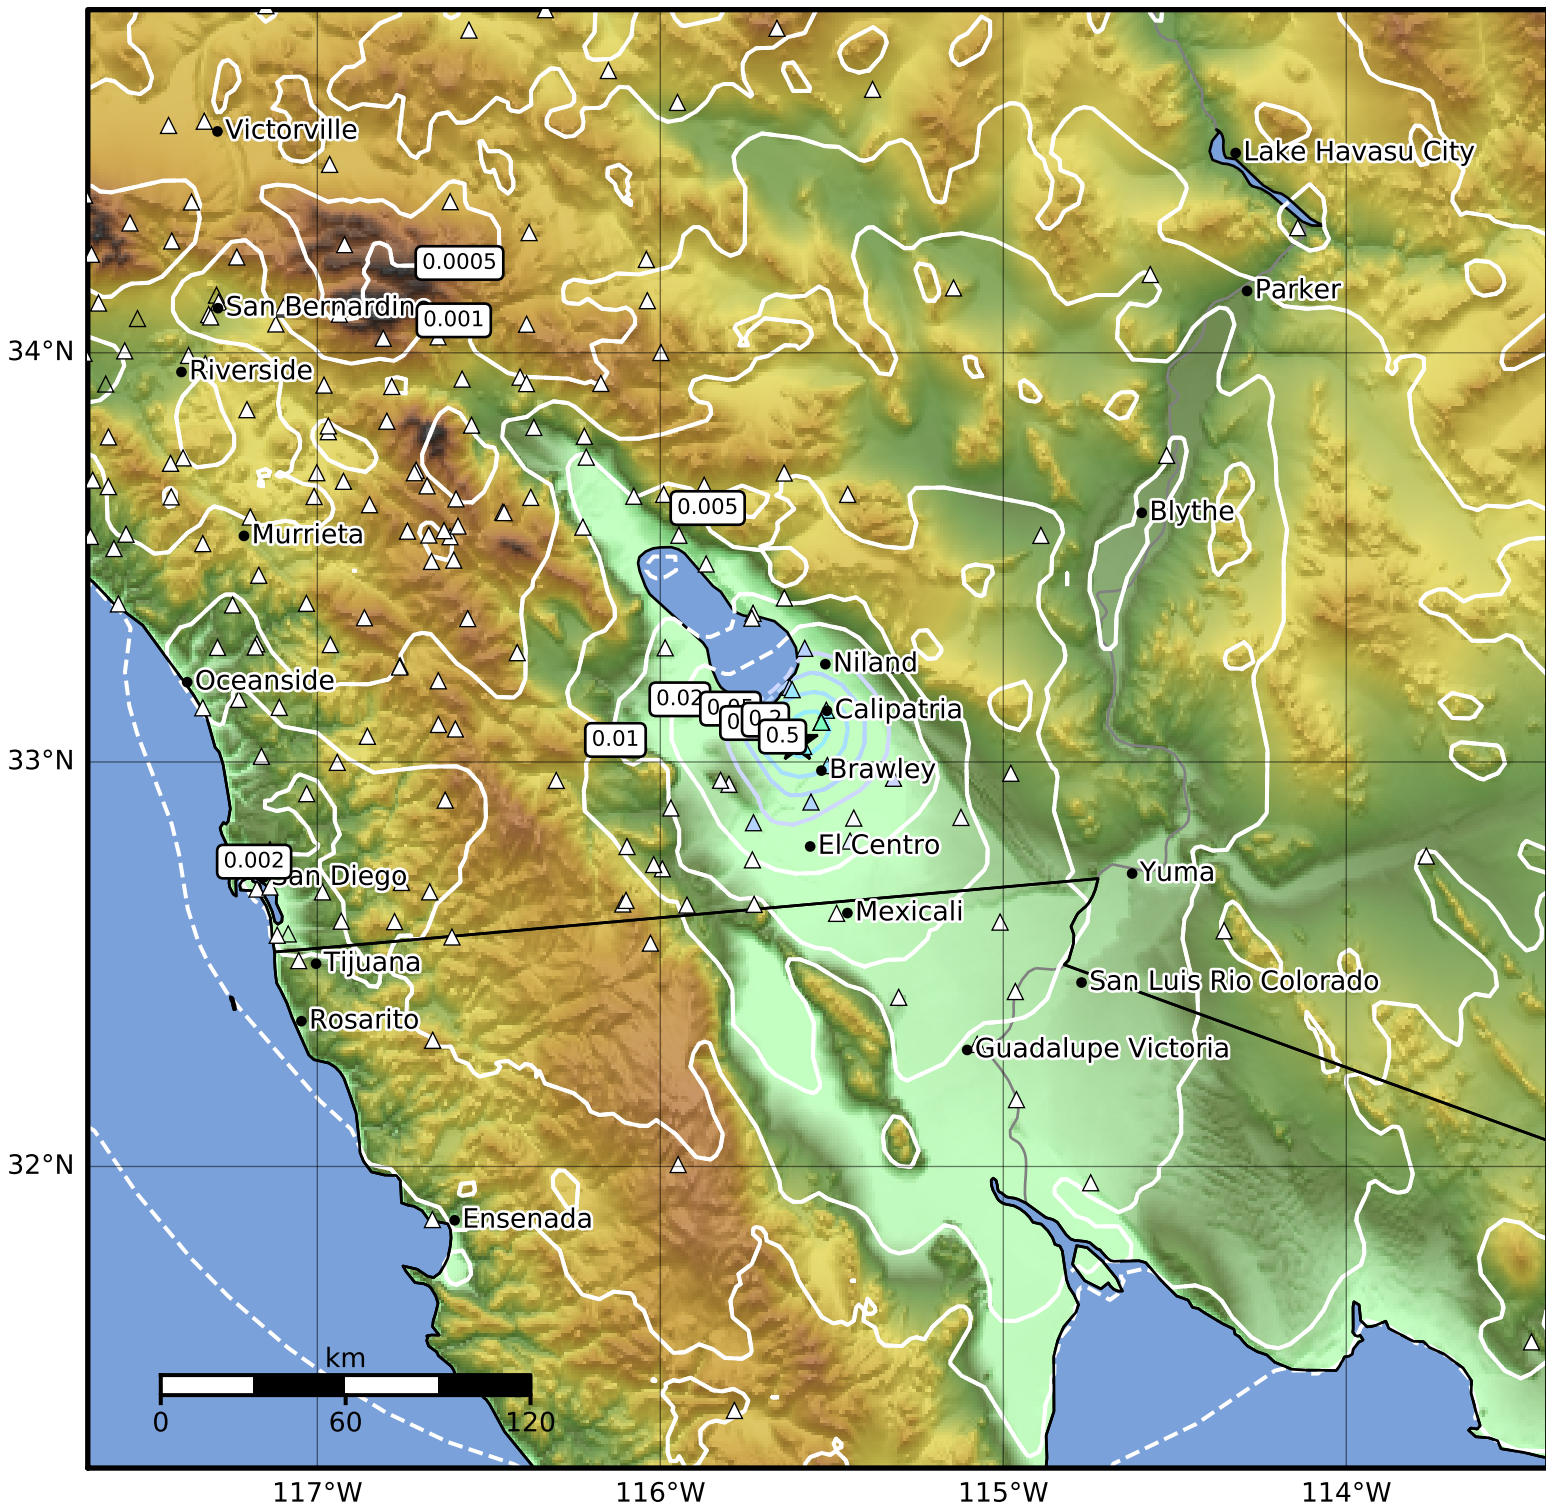 Victorville
Lake Havasu City
0.0005
Parker
San Bernardino
0.001
34°N
Riverside
0.005
Blythe
Murrieta
Niland
Oceanside
0.02
Calipatria
0.5
0.01
33°N
Brawley
El Centro
0.002
San Diego
Yuma
Mexicali
Tijuana
San Luis Rio Colorado
Rosarito
Guadalupe Victoria
32°N
Ensenada
km
0 60 120
117°W 116°W 115°W 114°W